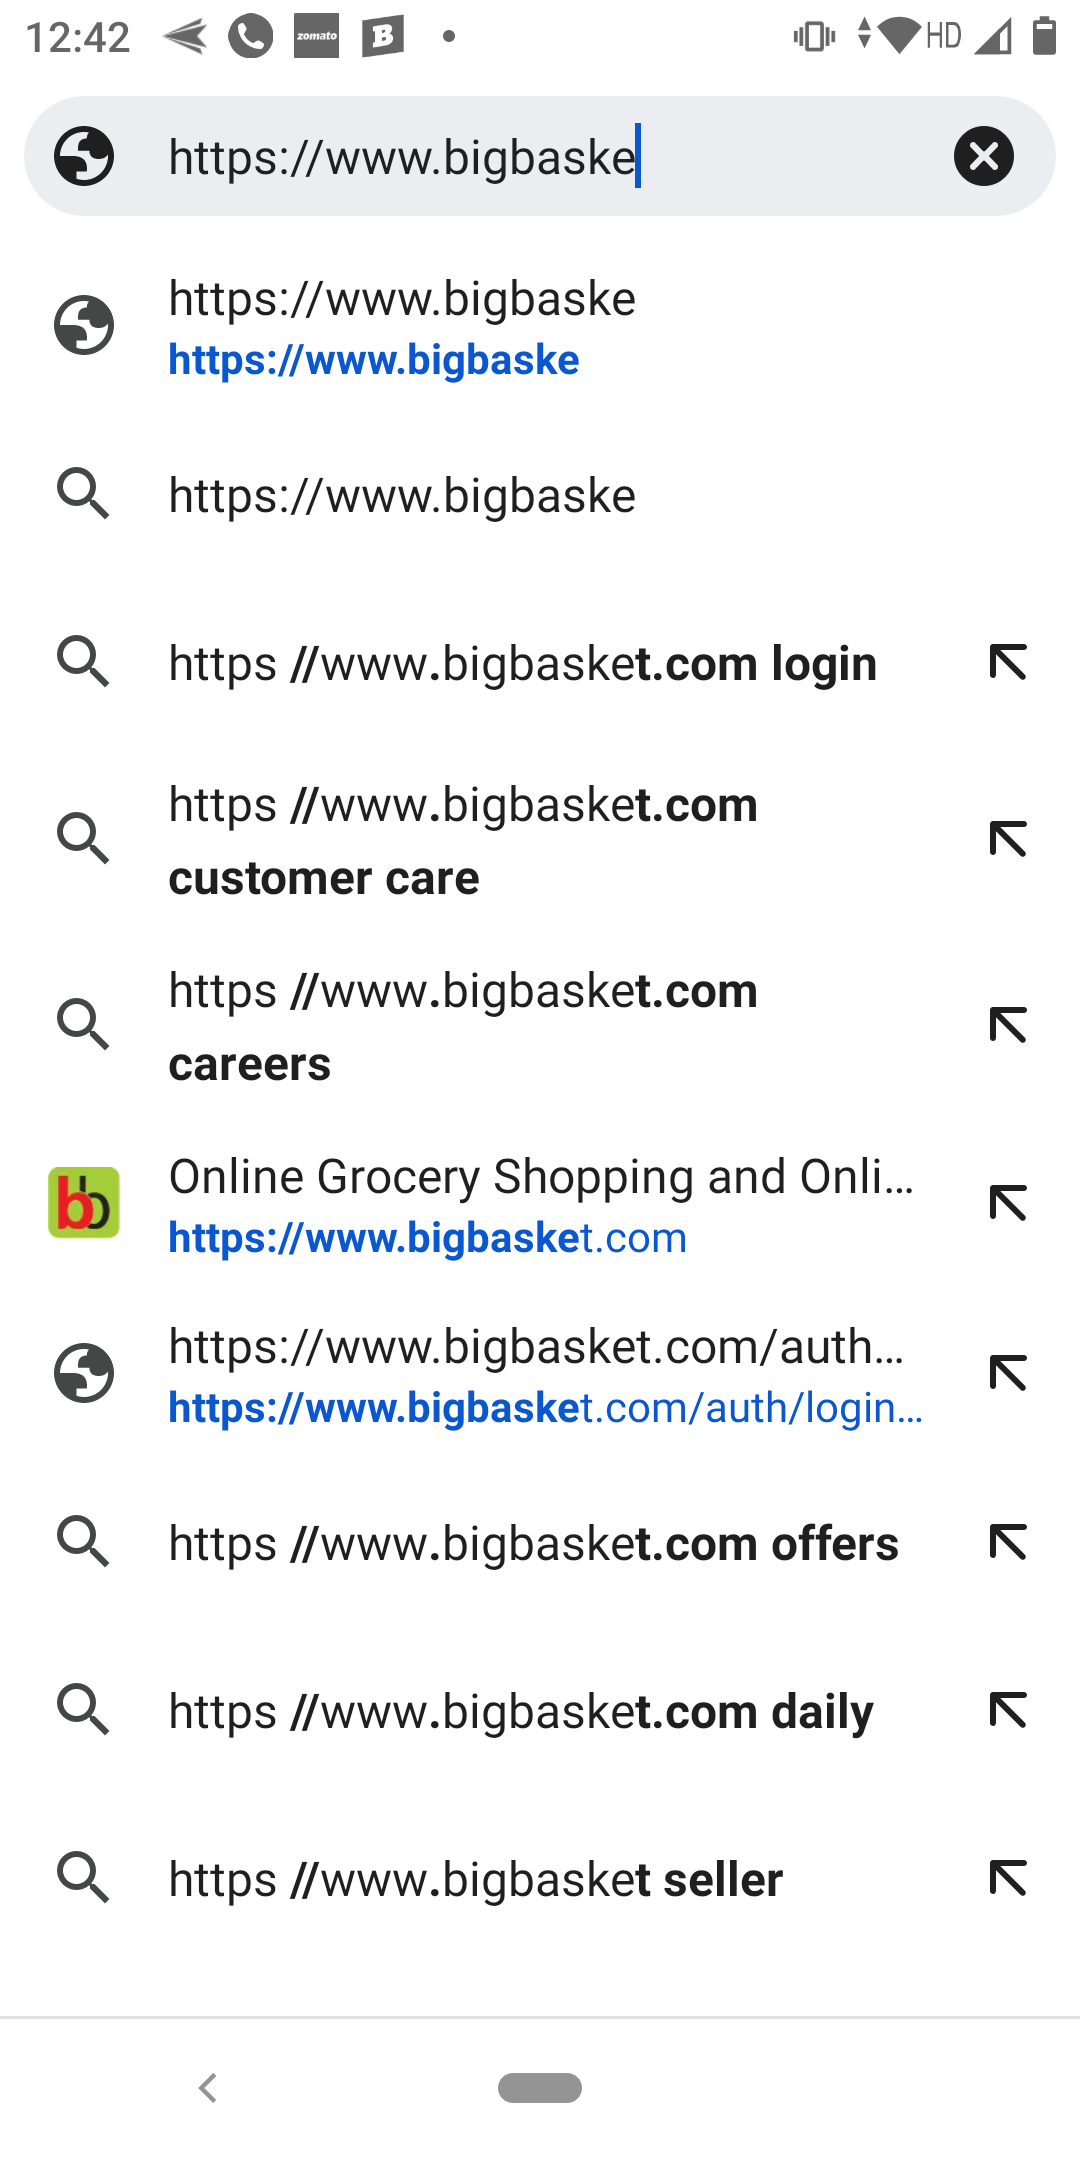 12:42
zomato
B
HD
https://www.bigbaske
https://www.bigbaske
https://www.bigbaske
https://www.bigbaske
https //www.bigbasket.com login
https //www.bigbasket.com
customer care
https //www.bigbasket.com
careers
bb
Online Grocery Shopping and Onli...
https://www.bigbasket.com
https://www.bigbasket.com/auth...
https://www.bigbasket.com/auth/login...
https //www.bigbasket.com offers
https //www.bigbasket.com daily
https //www.bigbasket seller